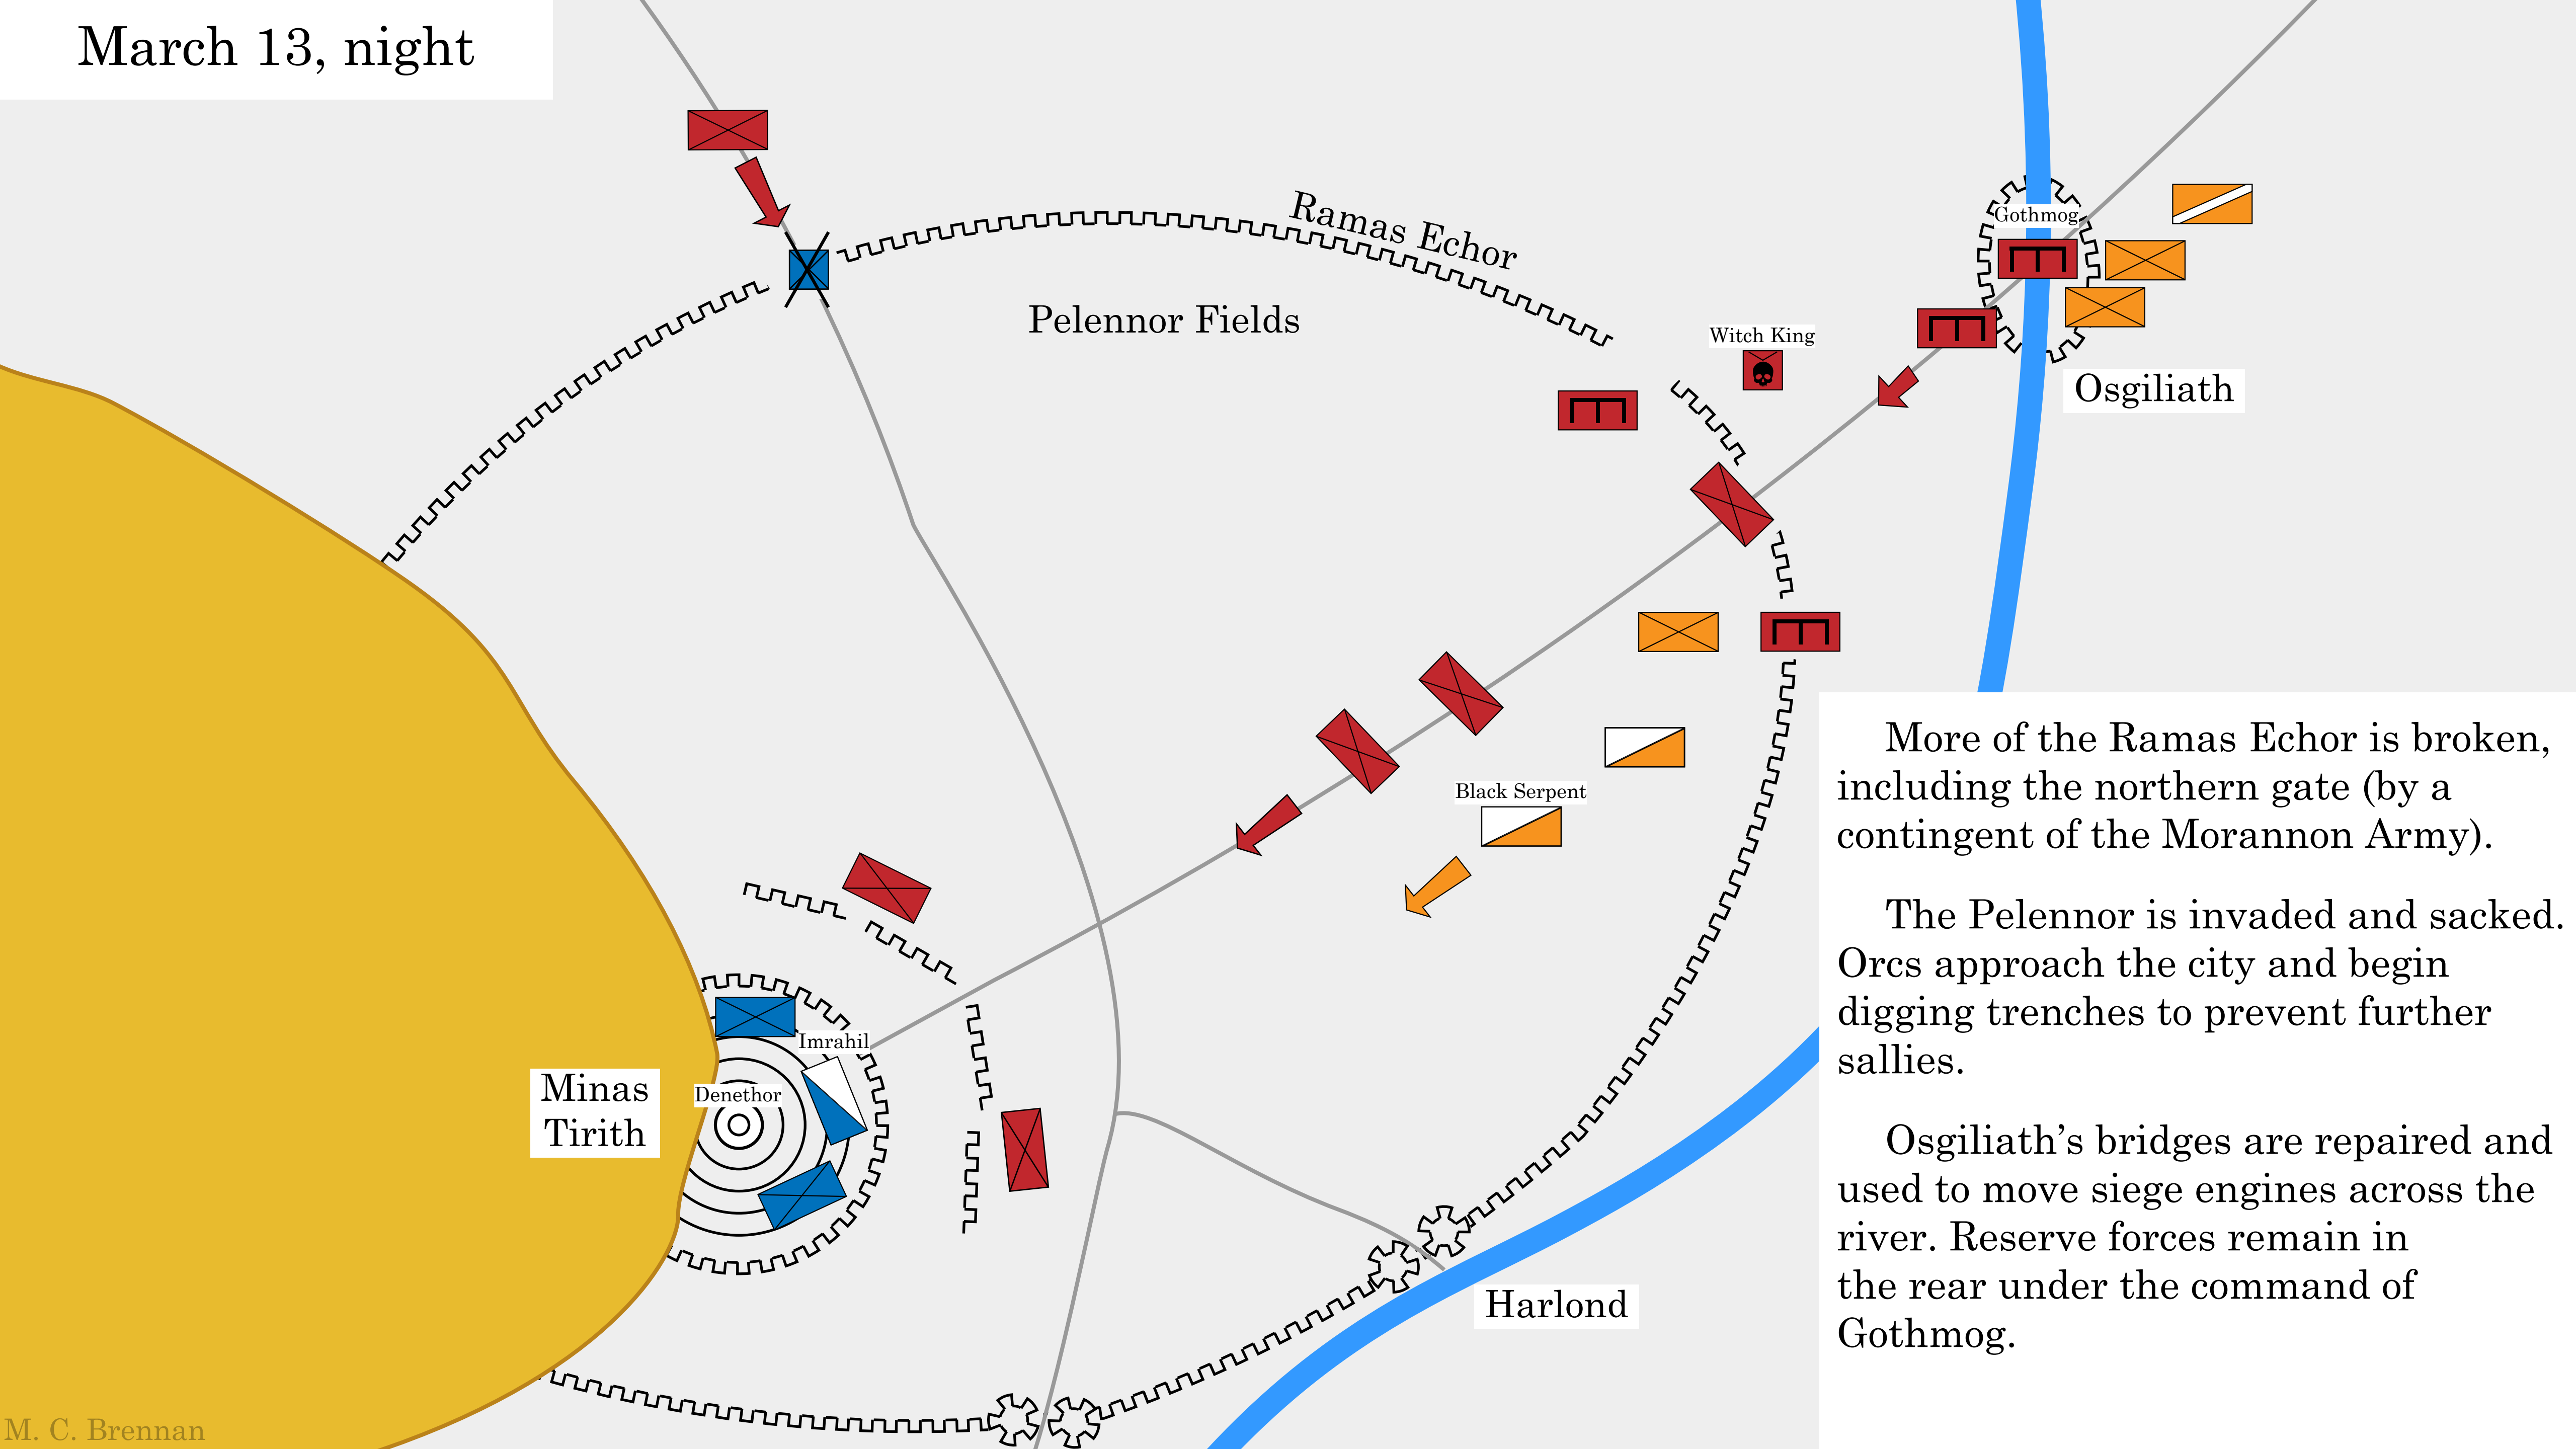 March 13, night
Ramas Echor
Gothmog
Pelennor Fields
Witch King
Osgiliath
More of the Ramas Echor is broken,
including the northern gate (by a
contingent of the Morannon Army).
The Pelennor is invaded and sacked.
Orcs approach the city and begin
digging trenches to prevent further
sallies.
Osgiliath’s bridges are repaired and
used to move siege engines across the
river. Reserve forces remain in
the rear under the command of
Gothmog.
Black Serpent
Imrahil
Denethor
Minas
Tirith
Harlond
M. C. Brennan